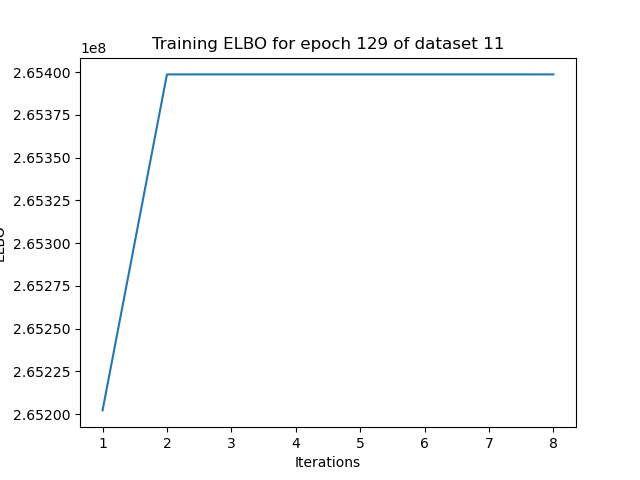 Training ELBO for epoch 129 of dataset 11
1e8
2.65400
2.65375
2.65350
2.65325
2.65300
2.65275
2.65250
2.65225
2.65200
ELBO
1 2 3 4 5 6 7 8
Iterations